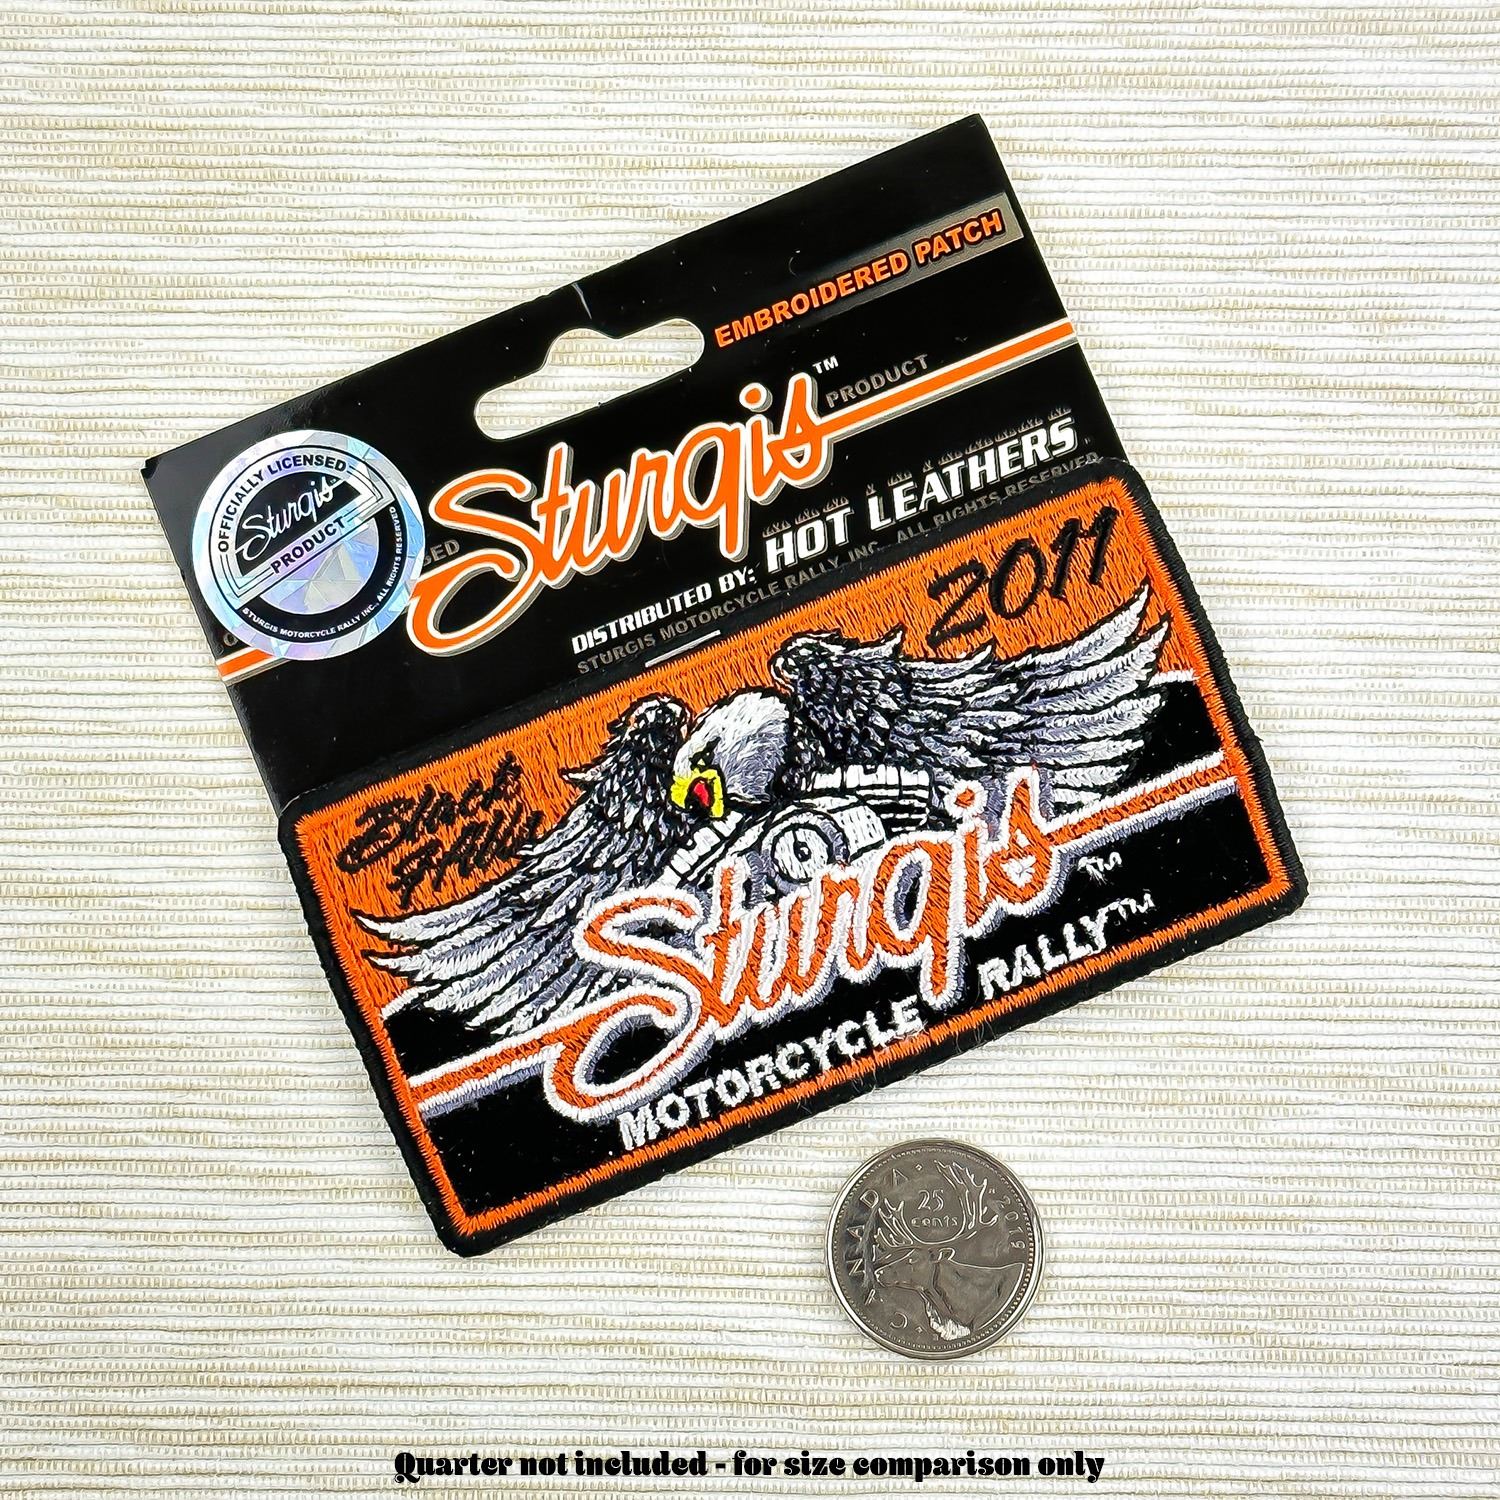 EMBROIDERED PATCH
Sturgis™
PRODUCT
OFFICIALLY LICENSED
Sturgis
PRODUCT
STURGIS MOTORCYCLE RALLY INC., ALL RIGHTS RESERVED
DISTRIBUTED BY: HOT LEATHERS
STURGIS MOTORCYCLE RALLY, INC. ALL RIGHTS RESERVED
2011
Black
Hills
Sturgis™
MOTORCYCLE RALLY™
CANADA 2019
25
cents
Quarter not included - for size comparison only